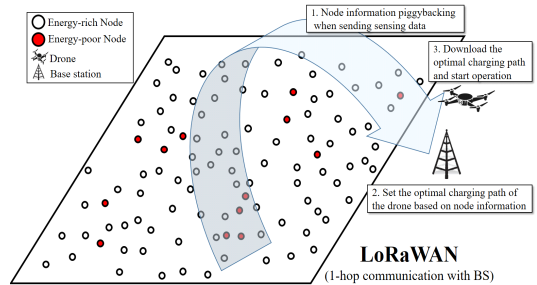 Energy-rich Node
Energy-poor Node
Drone
Base station
1. Node information piggybacking
when sending sensing data
3. Download the
optimal charging path
and start operation
2. Set the optimal charging path of
the drone based on node information
LoRaWAN
(1-hop communication with BS)